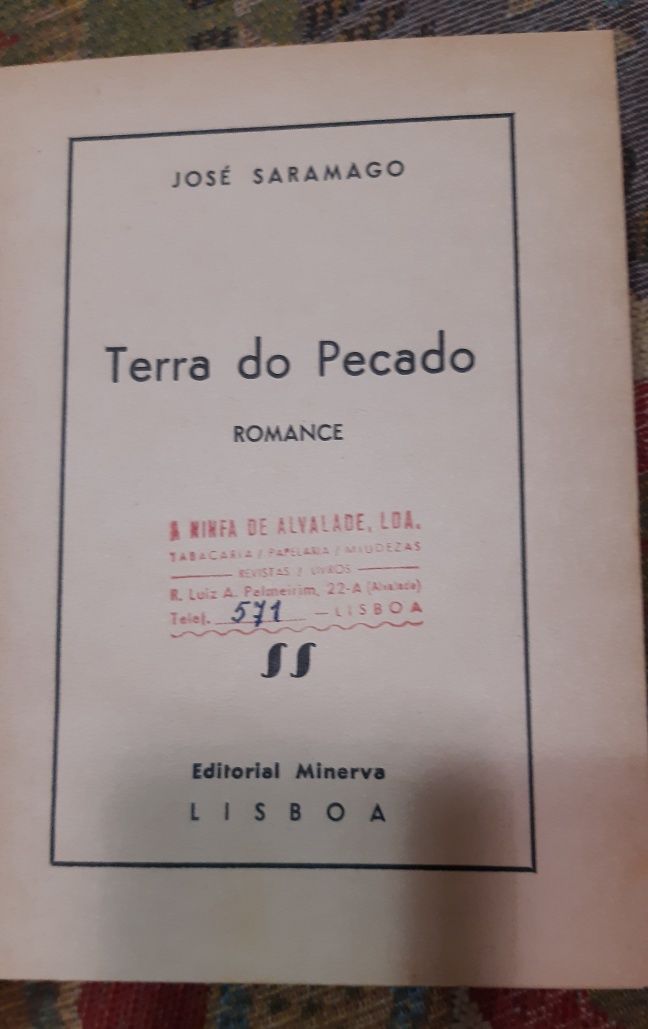 JOSÉ SARAMAGO
Terra do Pecado
ROMANCE
A NINFA DE ALVALADE, LDA.
TABACARIA / PAPELARIA / MIUDEZAS
REVISTAS / LIVROS
R. Luiz A. Palmeirim, 22-A (Alvalade)
Telef. 571 — LISBOA
Editorial Minerva
LISBOA